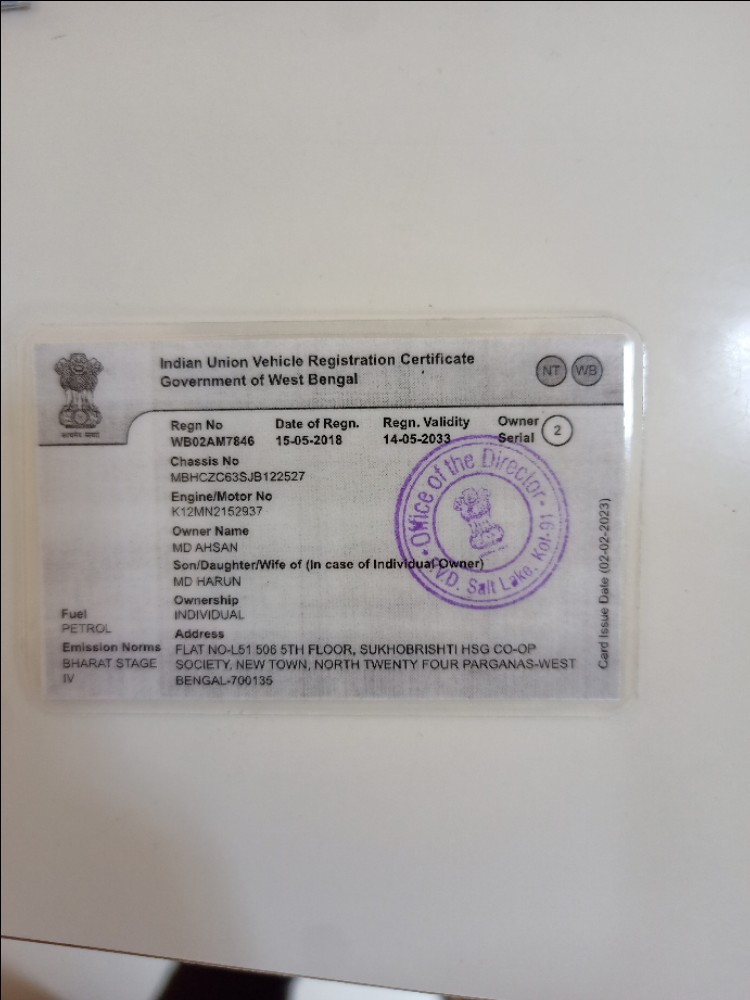 Indian Union Vehicle Registration Certificate
Government of West Bengal
NT WB
Regn No Date of Regn. Regn. Validity Owner Serial 2
WB02AM7846 15-05-2018 14-05-2033
Chassis No
MBHCZC63SJB122527
Engine/Motor No
K12MN2152937
Owner Name
MD AHSAN
Son/Daughter/Wife of (In case of Individual Owner)
MD HARUN
Ownership
INDIVIDUAL
Fuel
PETROL
Emission Norms
BHARAT STAGE
IV
Address
FLAT NO-L51 506 5TH FLOOR, SUKHOBRISHTI HSG CO-OP
SOCIETY, NEW TOWN, NORTH TWENTY FOUR PARGANAS-WEST
BENGAL-700135
Card Issue Date (02-02-2023)
Office of the Director
P.V.D. Salt Lake, Kol-91
सत्यमेव जयते